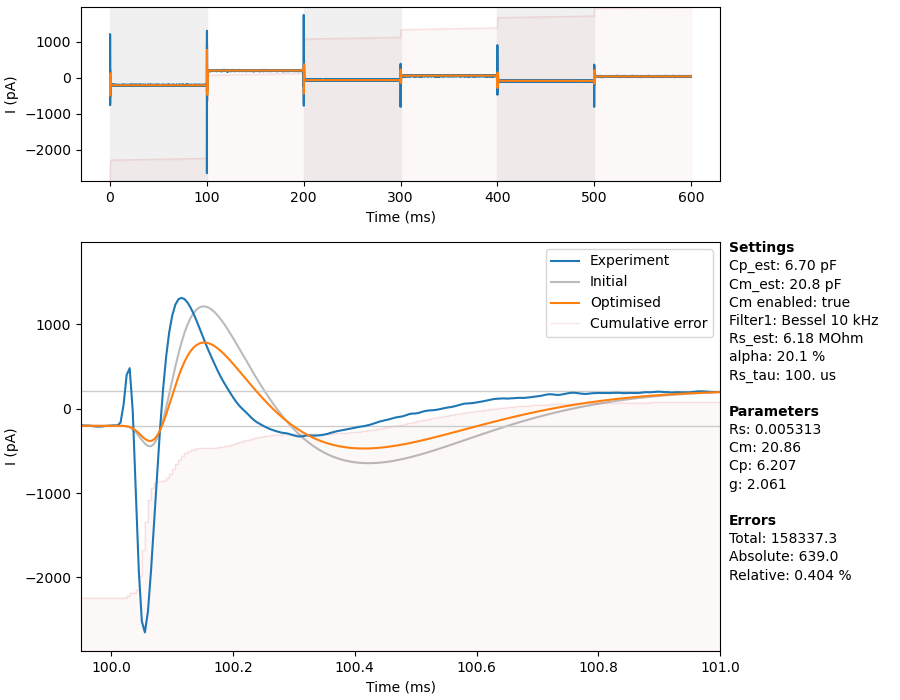 1000
0
−1000
−2000
I (pA)
0 100 200 300 400 500 600
Time (ms)
1000
0
−1000
−2000
I (pA)
Experiment
Initial
Optimised
Cumulative error
100.0 100.2 100.4 100.6 100.8 101.0
Time (ms)
Settings
Cp_est: 6.70 pF
Cm_est: 20.8 pF
Cm enabled: true
Filter1: Bessel 10 kHz
Rs_est: 6.18 MOhm
alpha: 20.1 %
Rs_tau: 100. us
Parameters
Rs: 0.005313
Cm: 20.86
Cp: 6.207
g: 2.061
Errors
Total: 158337.3
Absolute: 639.0
Relative: 0.404 %